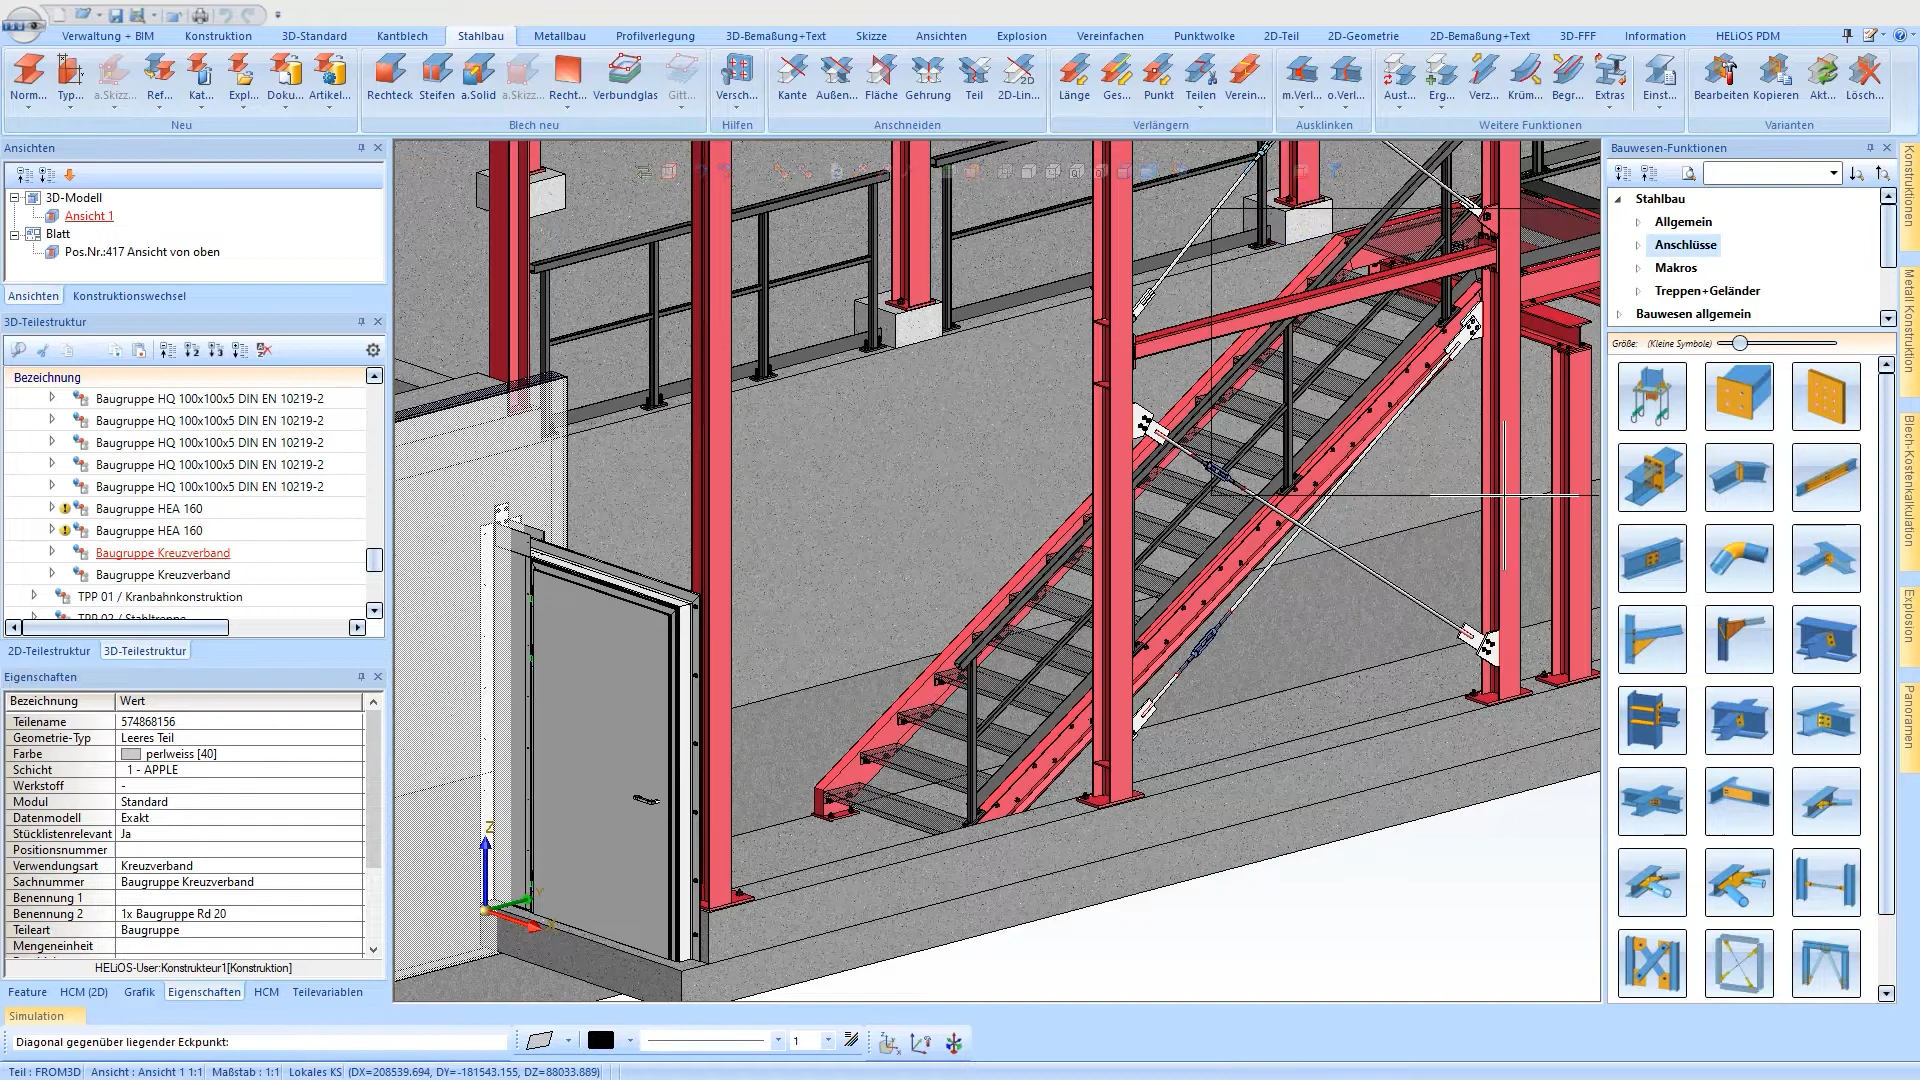 Verwaltung + BIM Konstruktion 3D-Standard Kantblech Stahlbau Metallbau Profilverlegung 3D-Bemaßung+Text Skizze Ansichten Explosion Vereinfachen Punktwolke 2D-Teil 2D-Geometrie 2D-Bemaßung+Text 3D-FFF Information HELiOS PDM
Norm... Typ... a.Skizz... Ref... Kat... Expl... Doku... Artikel... Rechteck Steifen a.Solid a.Skizz... Recht... Verbundglas Gitt... Versch... Kante Außen... Fläche Gehrung Teil 2D-Lin... Länge Ges... Punkt Teilen Verein... m.Verl... o.Verl... Aust... Erg... Verz... Krüm... Begr... Extras Einst... Bearbeiten Kopieren Akt... Lösch...
Neu Blech neu Hilfen Anschneiden Verlängern Ausklinken Weitere Funktionen Varianten
Ansichten
3D-Modell
Ansicht 1
Blatt
Pos.Nr.:417 Ansicht von oben
Ansichten Konstruktionswechsel
3D-Teilestruktur
Bezeichnung
Baugruppe HQ 100x100x5 DIN EN 10219-2
Baugruppe HQ 100x100x5 DIN EN 10219-2
Baugruppe HQ 100x100x5 DIN EN 10219-2
Baugruppe HQ 100x100x5 DIN EN 10219-2
Baugruppe HQ 100x100x5 DIN EN 10219-2
Baugruppe HEA 160
Baugruppe HEA 160
Baugruppe Kreuzverband
Baugruppe Kreuzverband
TPP 01 / Kranbahnkonstruktion
TPP 02 / Stahltreppe
2D-Teilestruktur 3D-Teilestruktur
Eigenschaften
Bezeichnung Wert
Teilename 574868156
Geometrie-Typ Leeres Teil
Farbe perlweiss [40]
Schicht 1 - APPLE
Werkstoff -
Modul Standard
Datenmodell Exakt
Stücklistenrelevant Ja
Positionsnummer
Verwendungsart Kreuzverband
Sachnummer Baugruppe Kreuzverband
Benennung 1
Benennung 2 1x Baugruppe Rd 20
Teileart Baugruppe
Mengeneinheit
HELiOS-User:Konstrukteur1[Konstruktion]
Feature HCM (2D) Grafik Eigenschaften HCM Teilevariablen
Simulation
Diagonal gegenüber liegender Eckpunkt:
1
Teil : FROM3D Ansicht : Ansicht 1 1:1 Maßstab : 1:1 Lokales KS (DX=208539.694, DY=-181543.155, DZ=88033.889)
Z
Y
X
Bauwesen-Funktionen
Stahlbau
Allgemein
Anschlüsse
Makros
Treppen+Geländer
Bauwesen allgemein
Größe: (Kleine Symbole)
Konstruktionen
Metall Konstruktion
Blech-Kostenkalkulation
Explosion
Panoramen